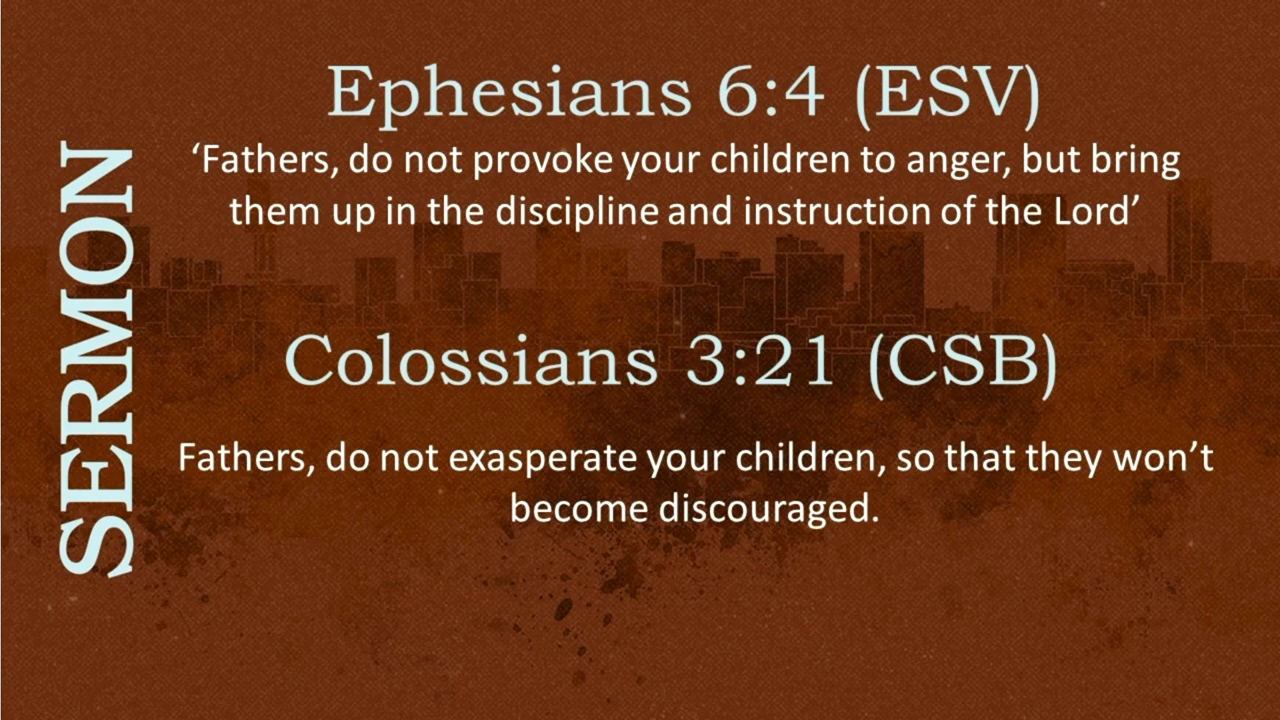 SERMON
Ephesians 6:4 (ESV)
‘Fathers, do not provoke your children to anger, but bring
them up in the discipline and instruction of the Lord’
Colossians 3:21 (CSB)
Fathers, do not exasperate your children, so that they won’t
become discouraged.